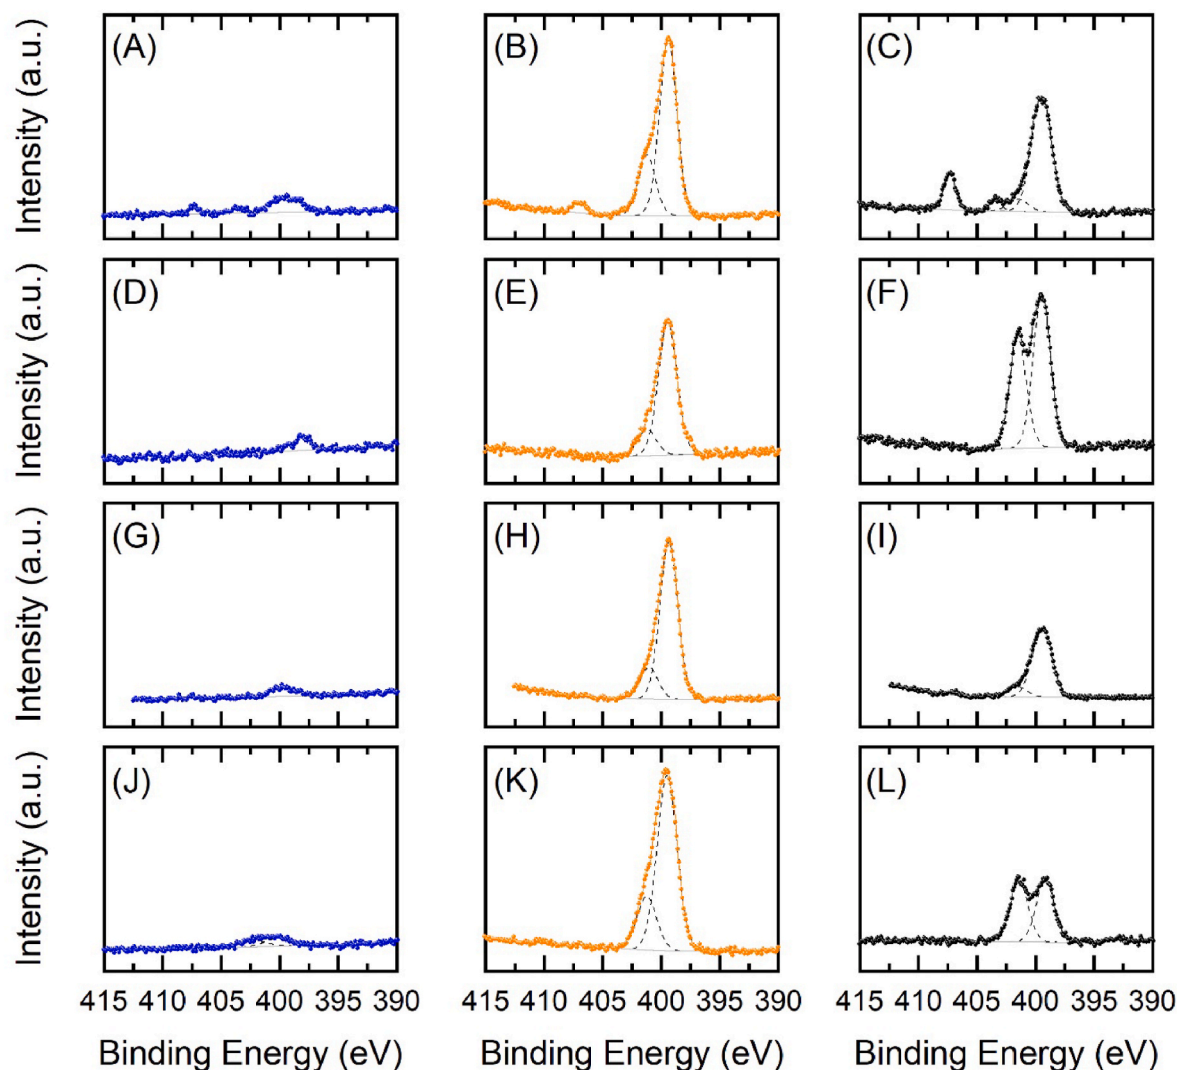 Intensity (a.u.)
(A)
(B)
(C)
Intensity (a.u.)
(D)
(E)
(F)
Intensity (a.u.)
(G)
(H)
(I)
Intensity (a.u.)
(J)
(K)
(L)
415 410 405 400 395 390
415 410 405 400 395 390
415 410 405 400 395 390
Binding Energy (eV)
Binding Energy (eV)
Binding Energy (eV)